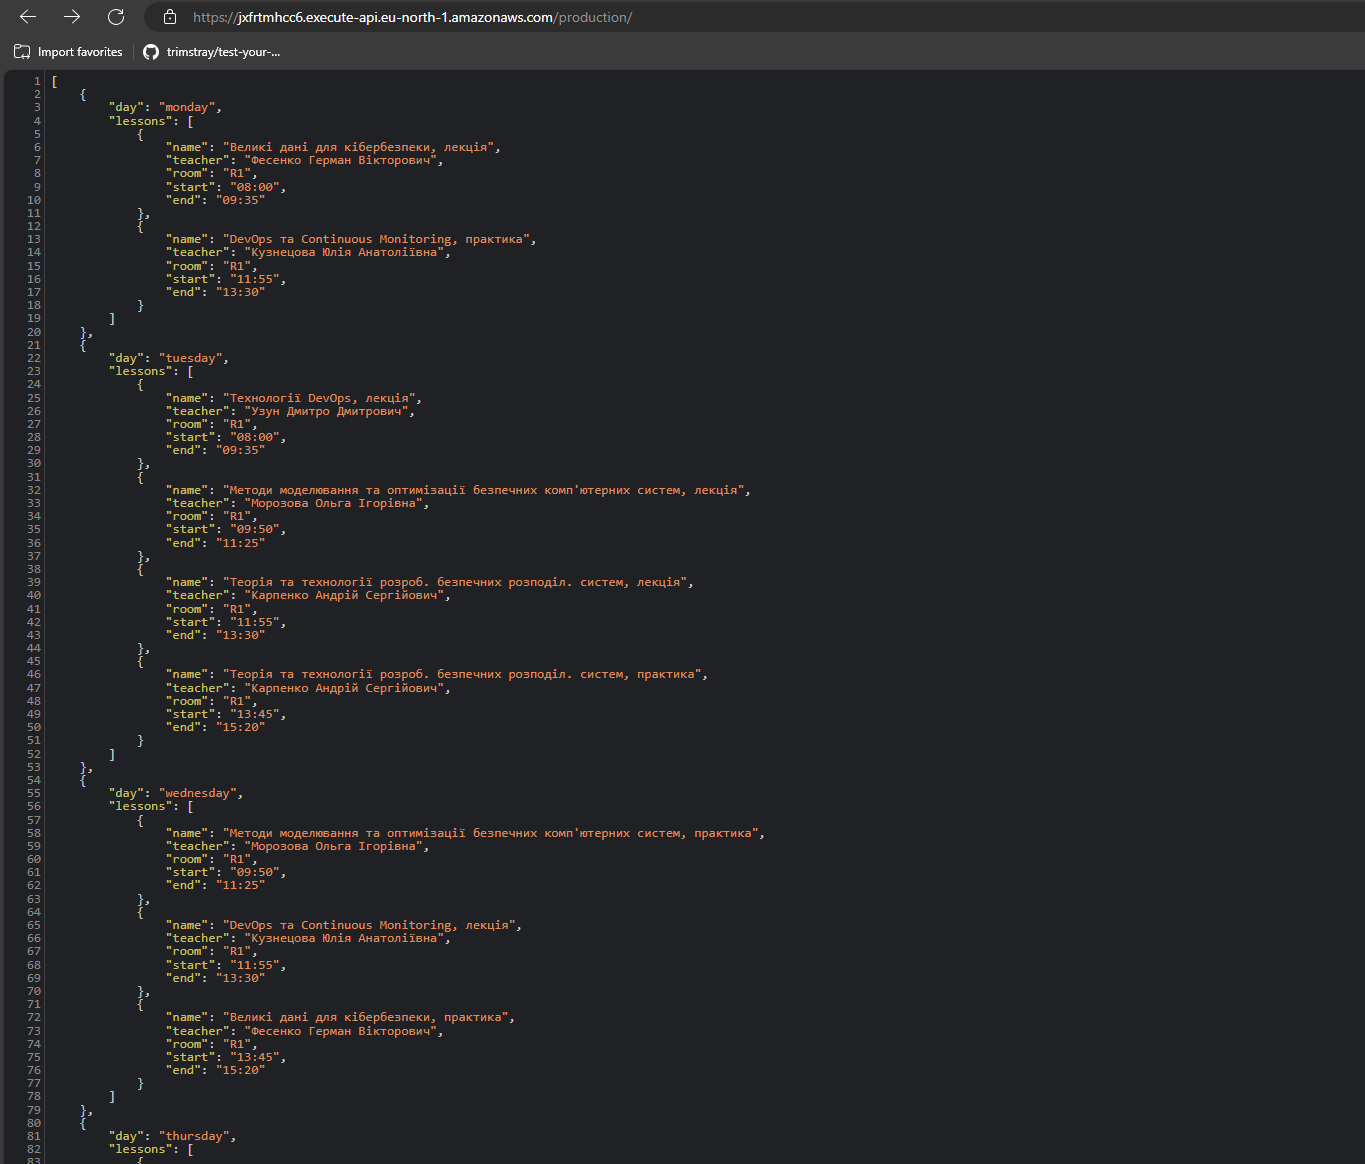 https://jxfrtmhcc6.execute-api.eu-north-1.amazonaws.com/production/
Import favorites
trimstray/test-your-...
1 [
2 {
3 "day": "monday",
4 "lessons": [
5 {
6 "name": "Великі дані для кібербезпеки, лекція",
7 "teacher": "Фесенко Герман Вікторович",
8 "room": "R1",
9 "start": "08:00",
10 "end": "09:35"
11 },
12 {
13 "name": "DevOps та Continuous Monitoring, практика",
14 "teacher": "Кузнецова Юлія Анатоліївна",
15 "room": "R1",
16 "start": "11:55",
17 "end": "13:30"
18 }
19 ]
20 },
21 {
22 "day": "tuesday",
23 "lessons": [
24 {
25 "name": "Технології DevOps, лекція",
26 "teacher": "Узун Дмитро Дмитрович",
27 "room": "R1",
28 "start": "08:00",
29 "end": "09:35"
30 },
31 {
32 "name": "Методи моделювання та оптимізації безпечних комп'ютерних систем, лекція",
33 "teacher": "Морозова Ольга Ігорівна",
34 "room": "R1",
35 "start": "09:50",
36 "end": "11:25"
37 },
38 {
39 "name": "Теорія та технології розроб. безпечних розподіл. систем, лекція",
40 "teacher": "Карпенко Андрій Сергійович",
41 "room": "R1",
42 "start": "11:55",
43 "end": "13:30"
44 },
45 {
46 "name": "Теорія та технології розроб. безпечних розподіл. систем, практика",
47 "teacher": "Карпенко Андрій Сергійович",
48 "room": "R1",
49 "start": "13:45",
50 "end": "15:20"
51 }
52 ]
53 },
54 {
55 "day": "wednesday",
56 "lessons": [
57 {
58 "name": "Методи моделювання та оптимізації безпечних комп'ютерних систем, практика",
59 "teacher": "Морозова Ольга Ігорівна",
60 "room": "R1",
61 "start": "09:50",
62 "end": "11:25"
63 },
64 {
65 "name": "DevOps та Continuous Monitoring, лекція",
66 "teacher": "Кузнецова Юлія Анатоліївна",
67 "room": "R1",
68 "start": "11:55",
69 "end": "13:30"
70 },
71 {
72 "name": "Великі дані для кібербезпеки, практика",
73 "teacher": "Фесенко Герман Вікторович",
74 "room": "R1",
75 "start": "13:45",
76 "end": "15:20"
77 }
78 ]
79 },
80 {
81 "day": "thursday",
82 "lessons": [
83 {